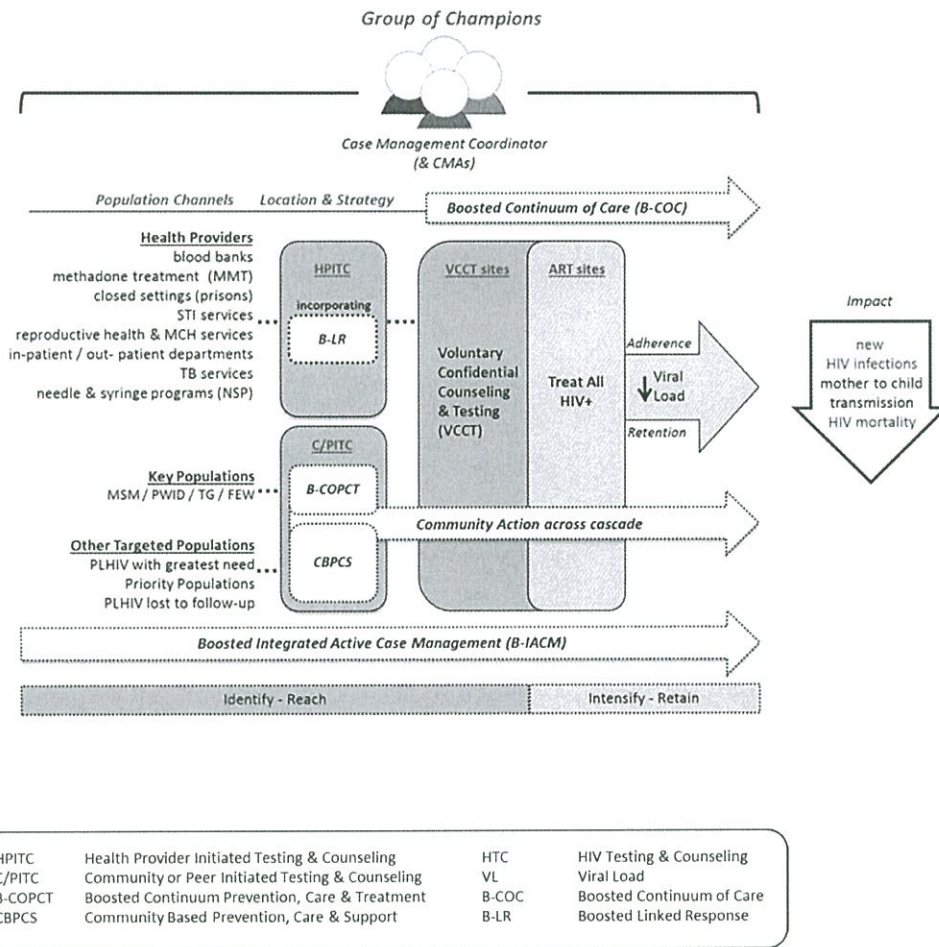 Group of Champions
Case Management Coordinator
(& CMAs)
Population Channels
Location & Strategy
Boosted Continuum of Care (B-COC)
Health Providers
blood banks
methadone treatment (MMT)
closed settings (prisons)
STI services
reproductive health & MCH services
in-patient / out- patient departments
TB services
needle & syringe programs (NSP)
HPITC
incorporating
B-LR
VCCT sites
Voluntary
Confidential
Counseling
& Testing
(VCCT)
ART sites
Treat All
HIV+
Adherence
Viral
Load
Retention
Impact
new
HIV infections
mother to child
transmission
HIV mortality
C/PITC
Key Populations
MSM / PWID / TG / FEW
B-COPCT
Community Action across cascade
Other Targeted Populations
PLHIV with greatest need
Priority Populations
PLHIV lost to follow-up
CBPCS
Boosted Integrated Active Case Management (B-IACM)
Identify - Reach
Intensify - Retain
HPITC Health Provider Initiated Testing & Counseling HTC HIV Testing & Counseling
C/PITC Community or Peer Initiated Testing & Counseling VL Viral Load
B-COPCT Boosted Continuum Prevention, Care & Treatment B-COC Boosted Continuum of Care
CBPCS Community Based Prevention, Care & Support B-LR Boosted Linked Response